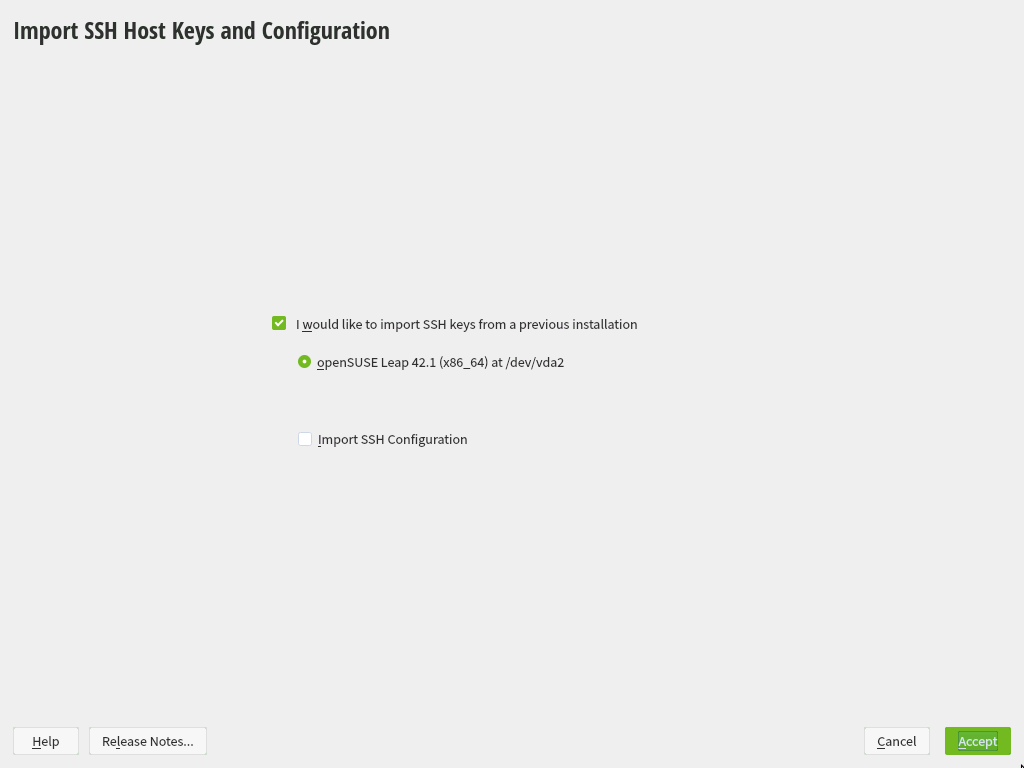 Import SSH Host Keys and Configuration
I would like to import SSH keys from a previous installation
openSUSE Leap 42.1 (x86_64) at /dev/vda2
Import SSH Configuration
Help Release Notes... Cancel Accept